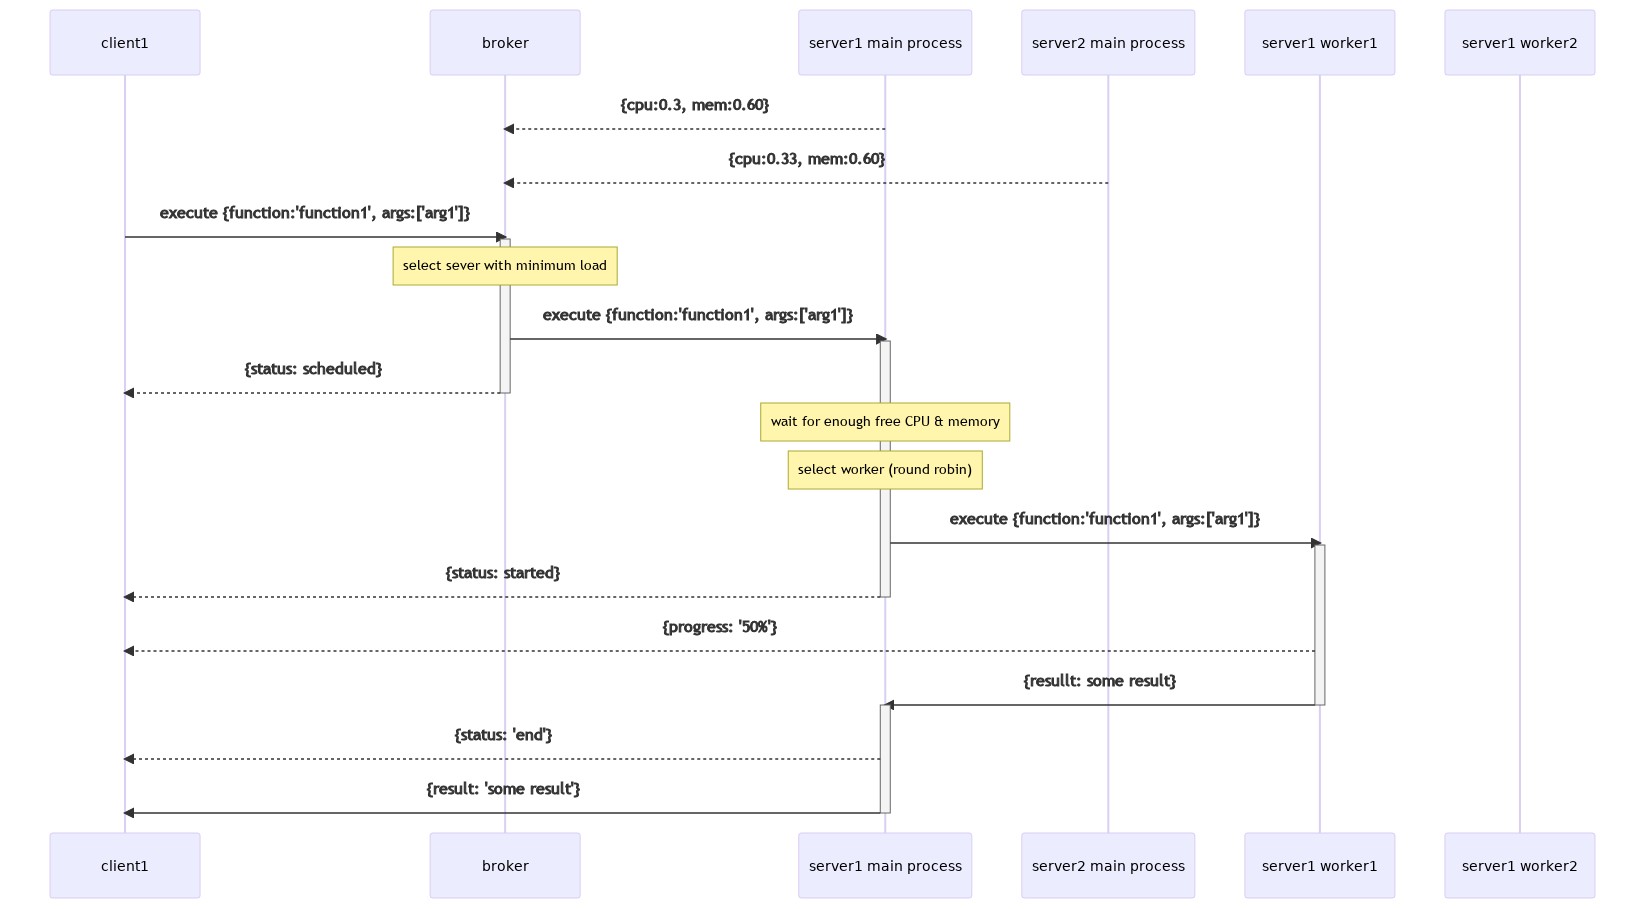 client1
broker
server1 main process
server2 main process
server1 worker1
server1 worker2
{cpu:0.3, mem:0.60}
{cpu:0.33, mem:0.60}
execute {function:'function1', args:['arg1']}
select sever with minimum load
execute {function:'function1', args:['arg1']}
{status: scheduled}
wait for enough free CPU & memory
select worker (round robin)
execute {function:'function1', args:['arg1']}
{status: started}
{progress: '50%'}
{resullt: some result}
{status: 'end'}
{result: 'some result'}
client1
broker
server1 main process
server2 main process
server1 worker1
server1 worker2